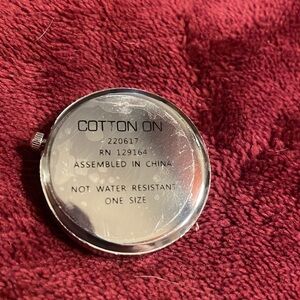 COTTON ON
220617
RN 129164
ASSEMBLED IN CHINA
NOT WATER RESISTANT
ONE SIZE